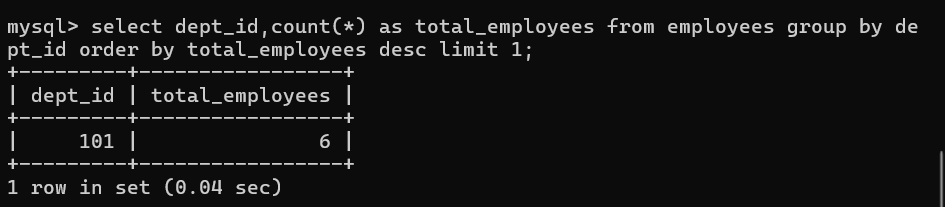 mysql> select dept_id,count(*) as total_employees from employees group by de
pt_id order by total_employees desc limit 1;
+---------+-----------------+
| dept_id | total_employees |
+---------+-----------------+
|     101 |               6 |
+---------+-----------------+
1 row in set (0.04 sec)